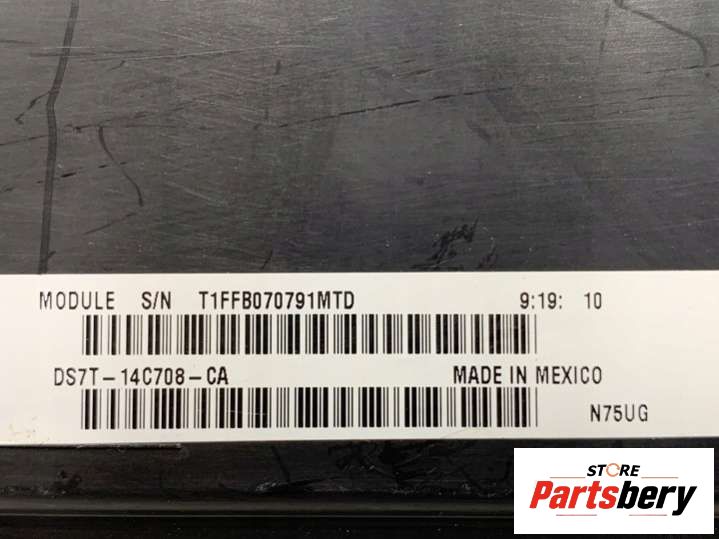 MODULE S/N T1FFB070791MTD 9:19: 10
DS7T-14C708-CA MADE IN MEXICO
N75UG
STORE
Partsbery